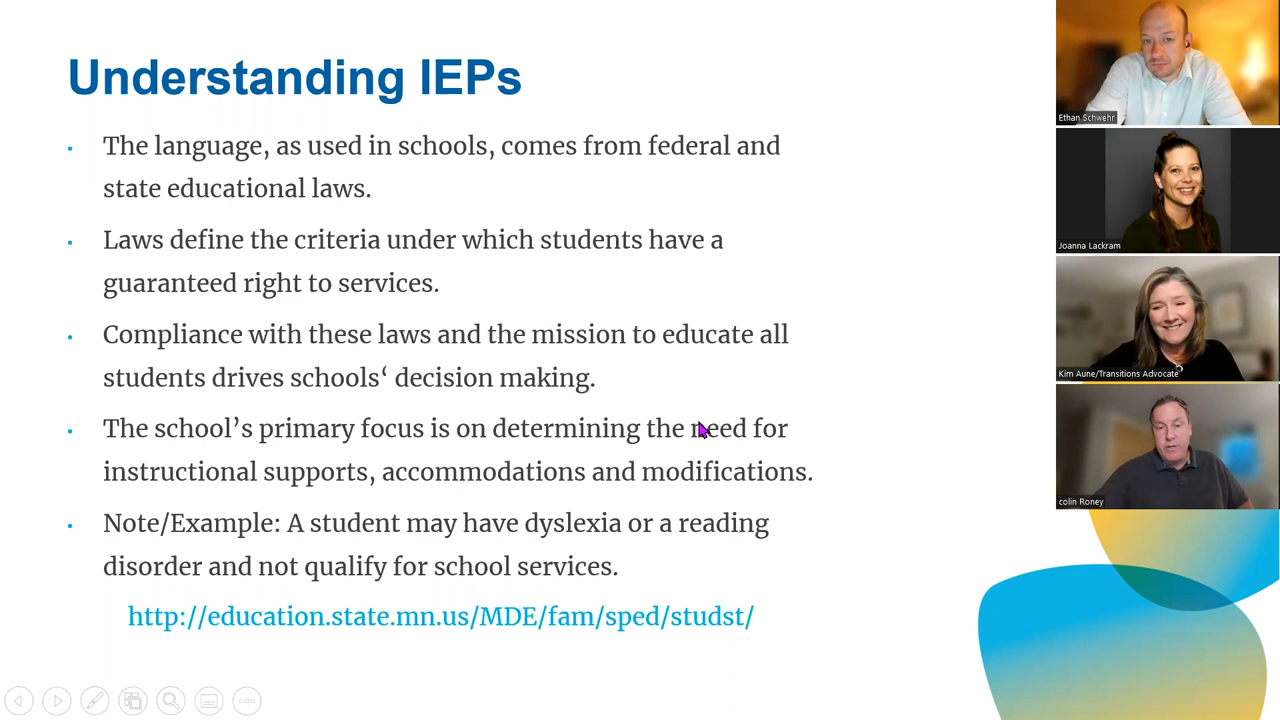 Understanding IEPs
The language, as used in schools, comes from federal and
state educational laws.
Laws define the criteria under which students have a
guaranteed right to services.
Compliance with these laws and the mission to educate all
students drives schools‘ decision making.
The school’s primary focus is on determining the need for
instructional supports, accommodations and modifications.
Note/Example: A student may have dyslexia or a reading
disorder and not qualify for school services.
http://education.state.mn.us/MDE/fam/sped/studst/
Ethan Schwehr
Joanna Lackram
Kim Aune/Transitions Advocate
colin Roney